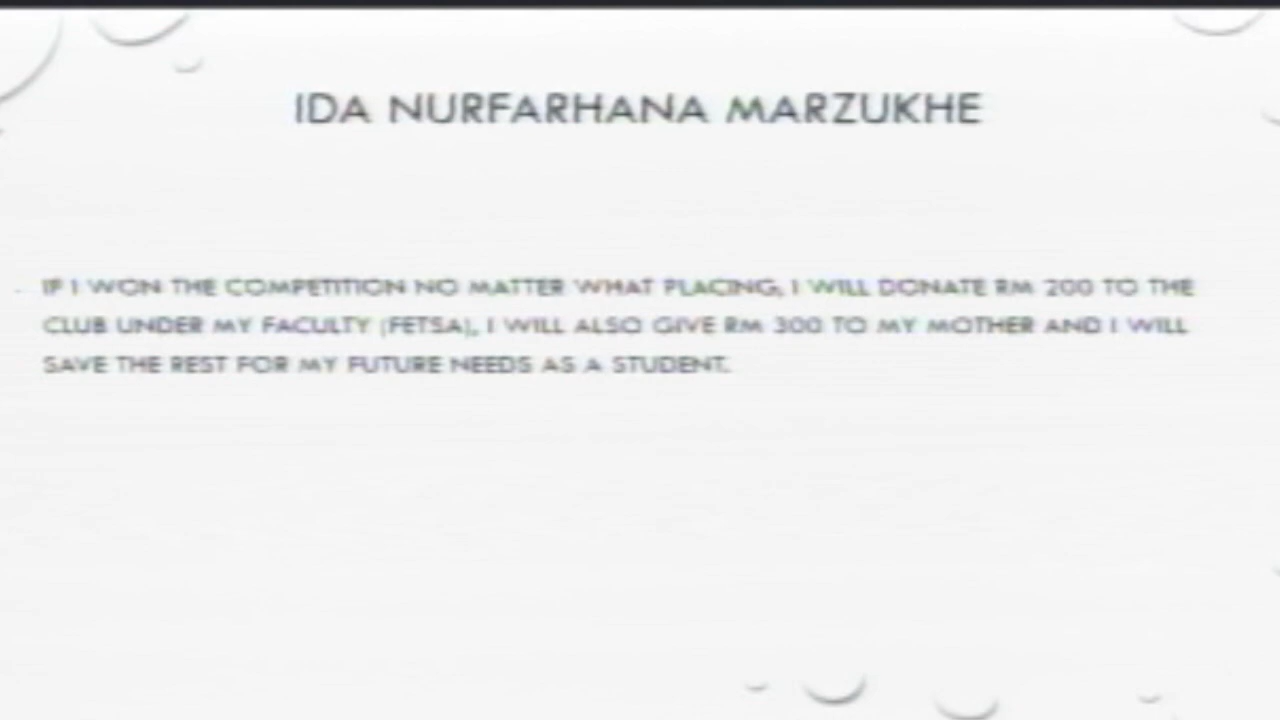 IDA NURFARHANA MARZUKHE
IF I WON THE COMPETITION NO MATTER WHAT PLACING, I WILL DONATE RM 200 TO THE
CLUB UNDER MY FACULTY (FETSA), I WILL ALSO GIVE RM 300 TO MY MOTHER AND I WILL
SAVE THE REST FOR MY FUTURE NEEDS AS A STUDENT.